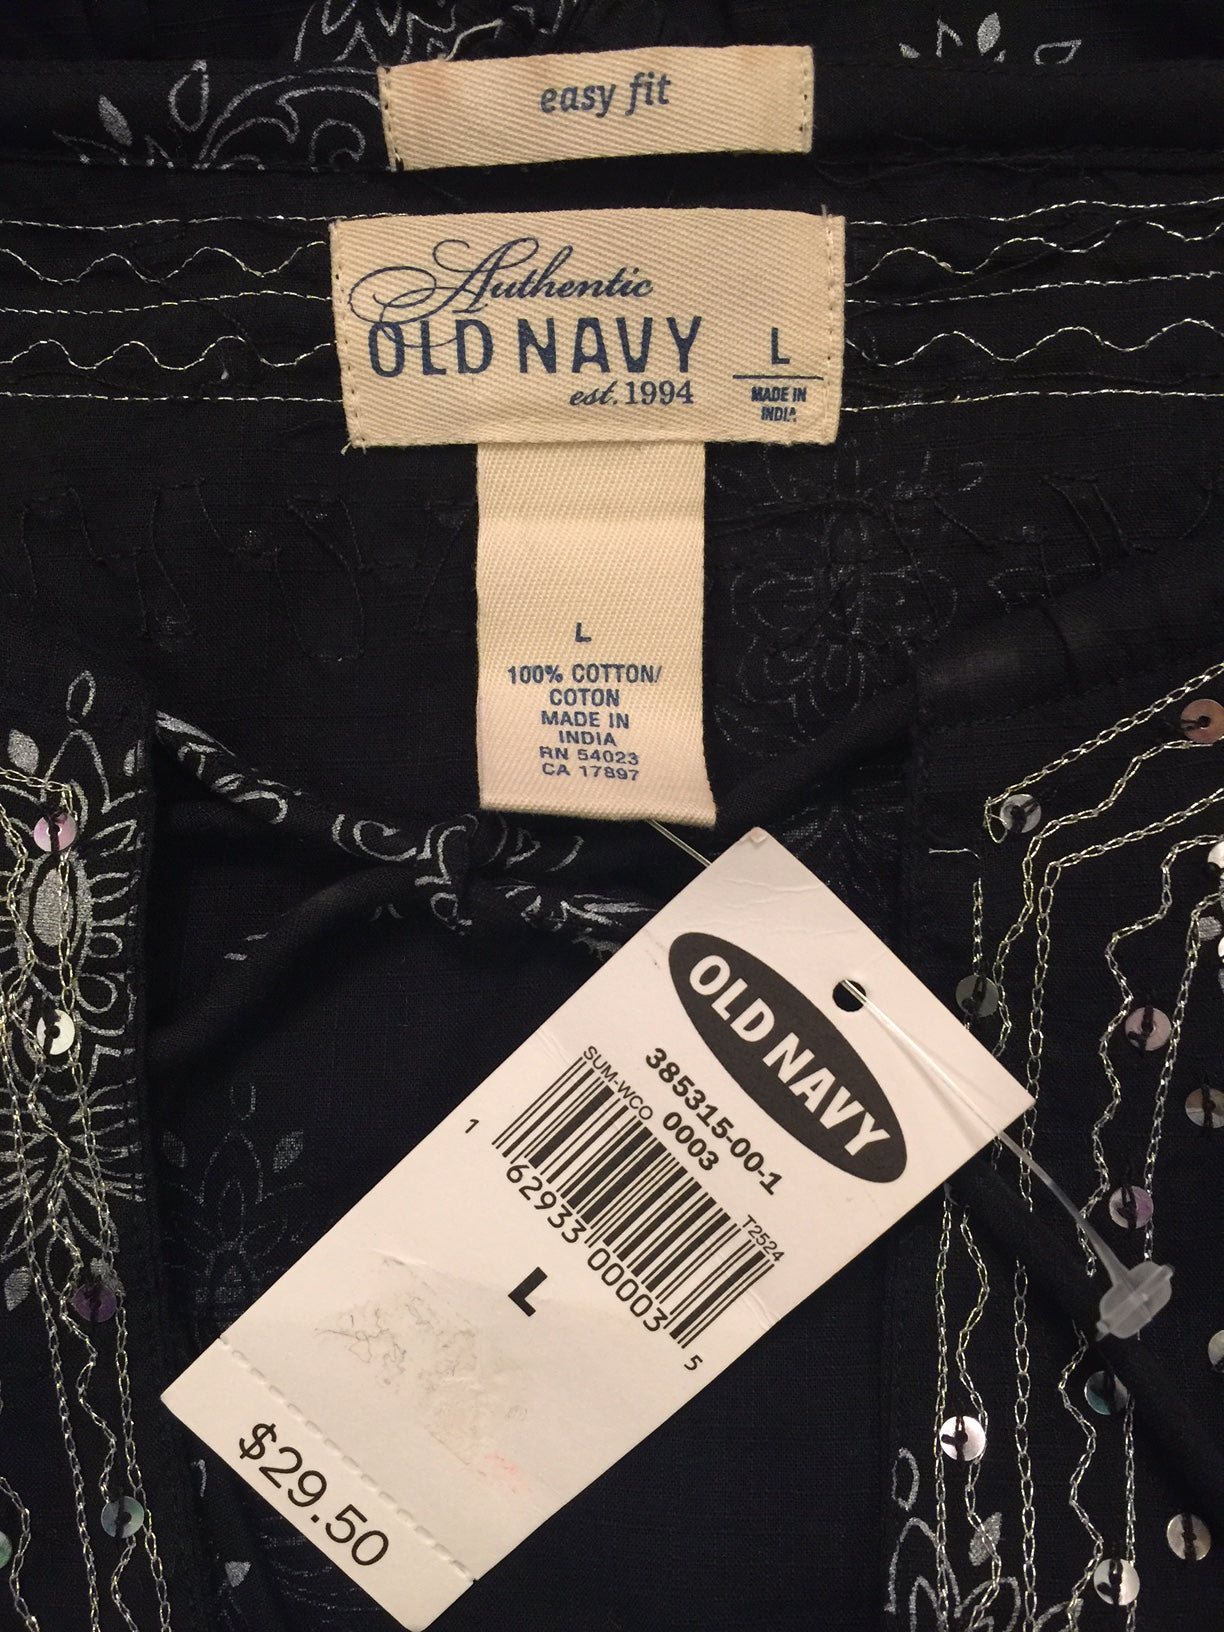 easy fit
Authentic
OLD NAVY
est. 1994
L
MADE IN
INDIA
L
100% COTTON/
COTON
MADE IN
INDIA
RN 54023
CA 17897
OLD NAVY
385315-00-1
0003
SUM-WCO
T2524
1 62933 00003 5
L
$29.50